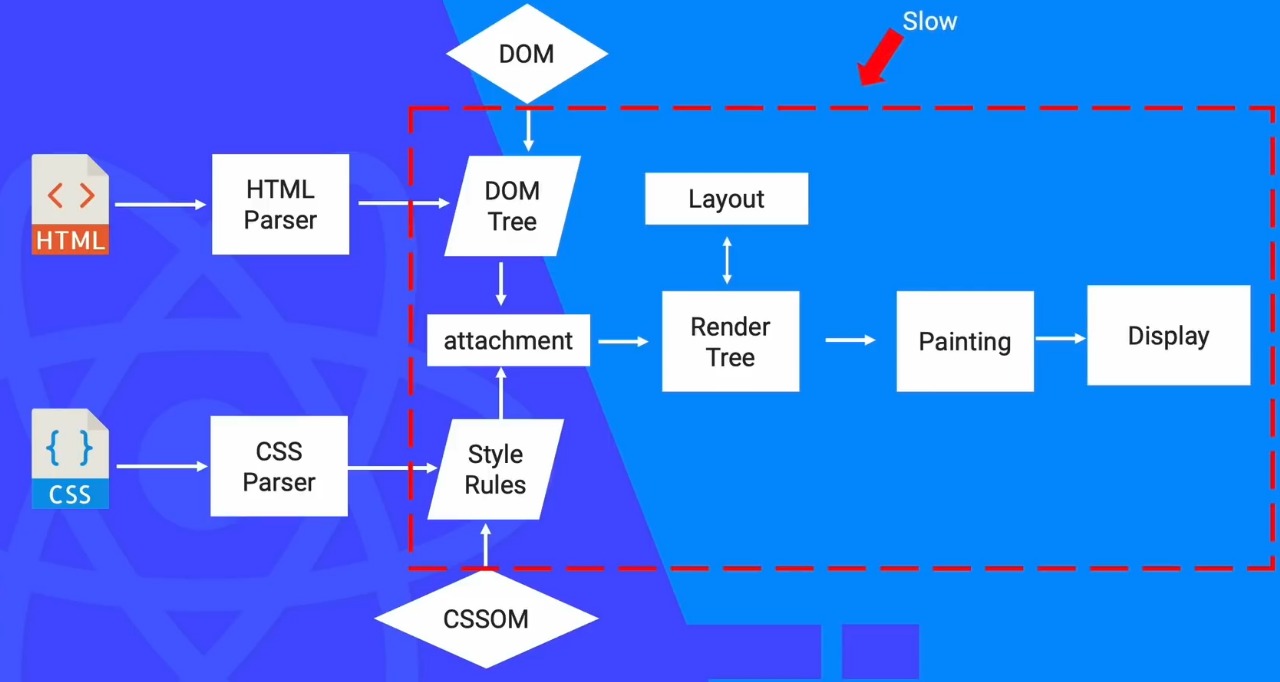 Slow
DOM
HTML
HTML
Parser
DOM
Tree
Layout
attachment
Render
Tree
Painting
Display
CSS
CSS
Parser
Style
Rules
CSSOM